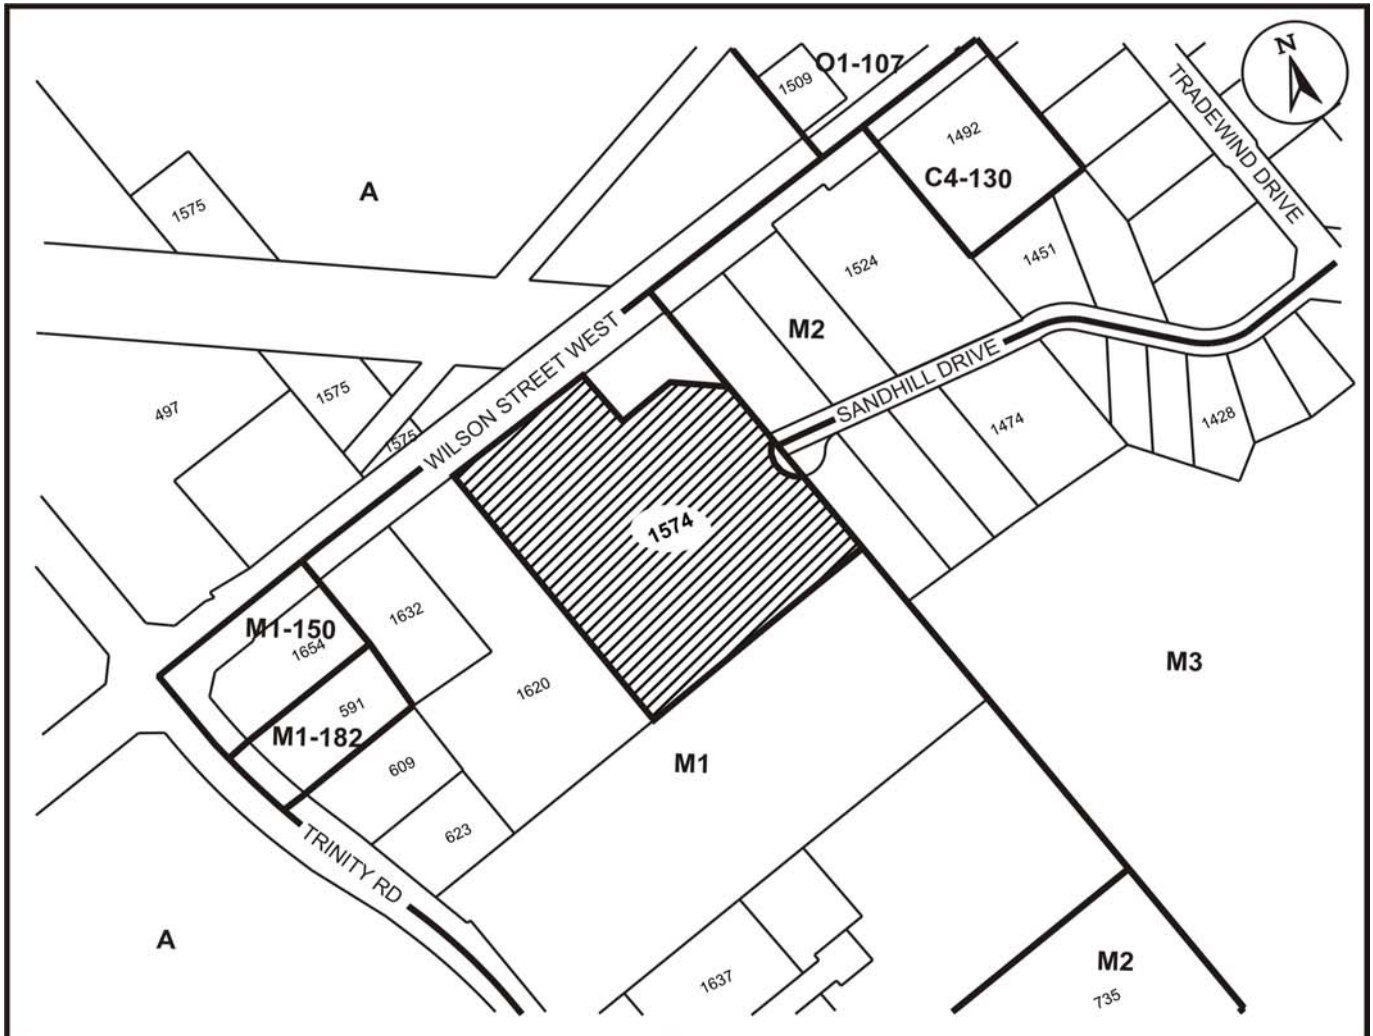 N
O1-107
1509
TRADEWIND DRIVE
1492
C4-130
A
1575
1451
1524
M2
WILSON STREET WEST
SANDHILL DRIVE
1575
497
1575
1474
1428
1574
M1-150
1654
1632
1620
M3
591
M1-182
609
M1
623
TRINITY RD
A
1637
M2
735